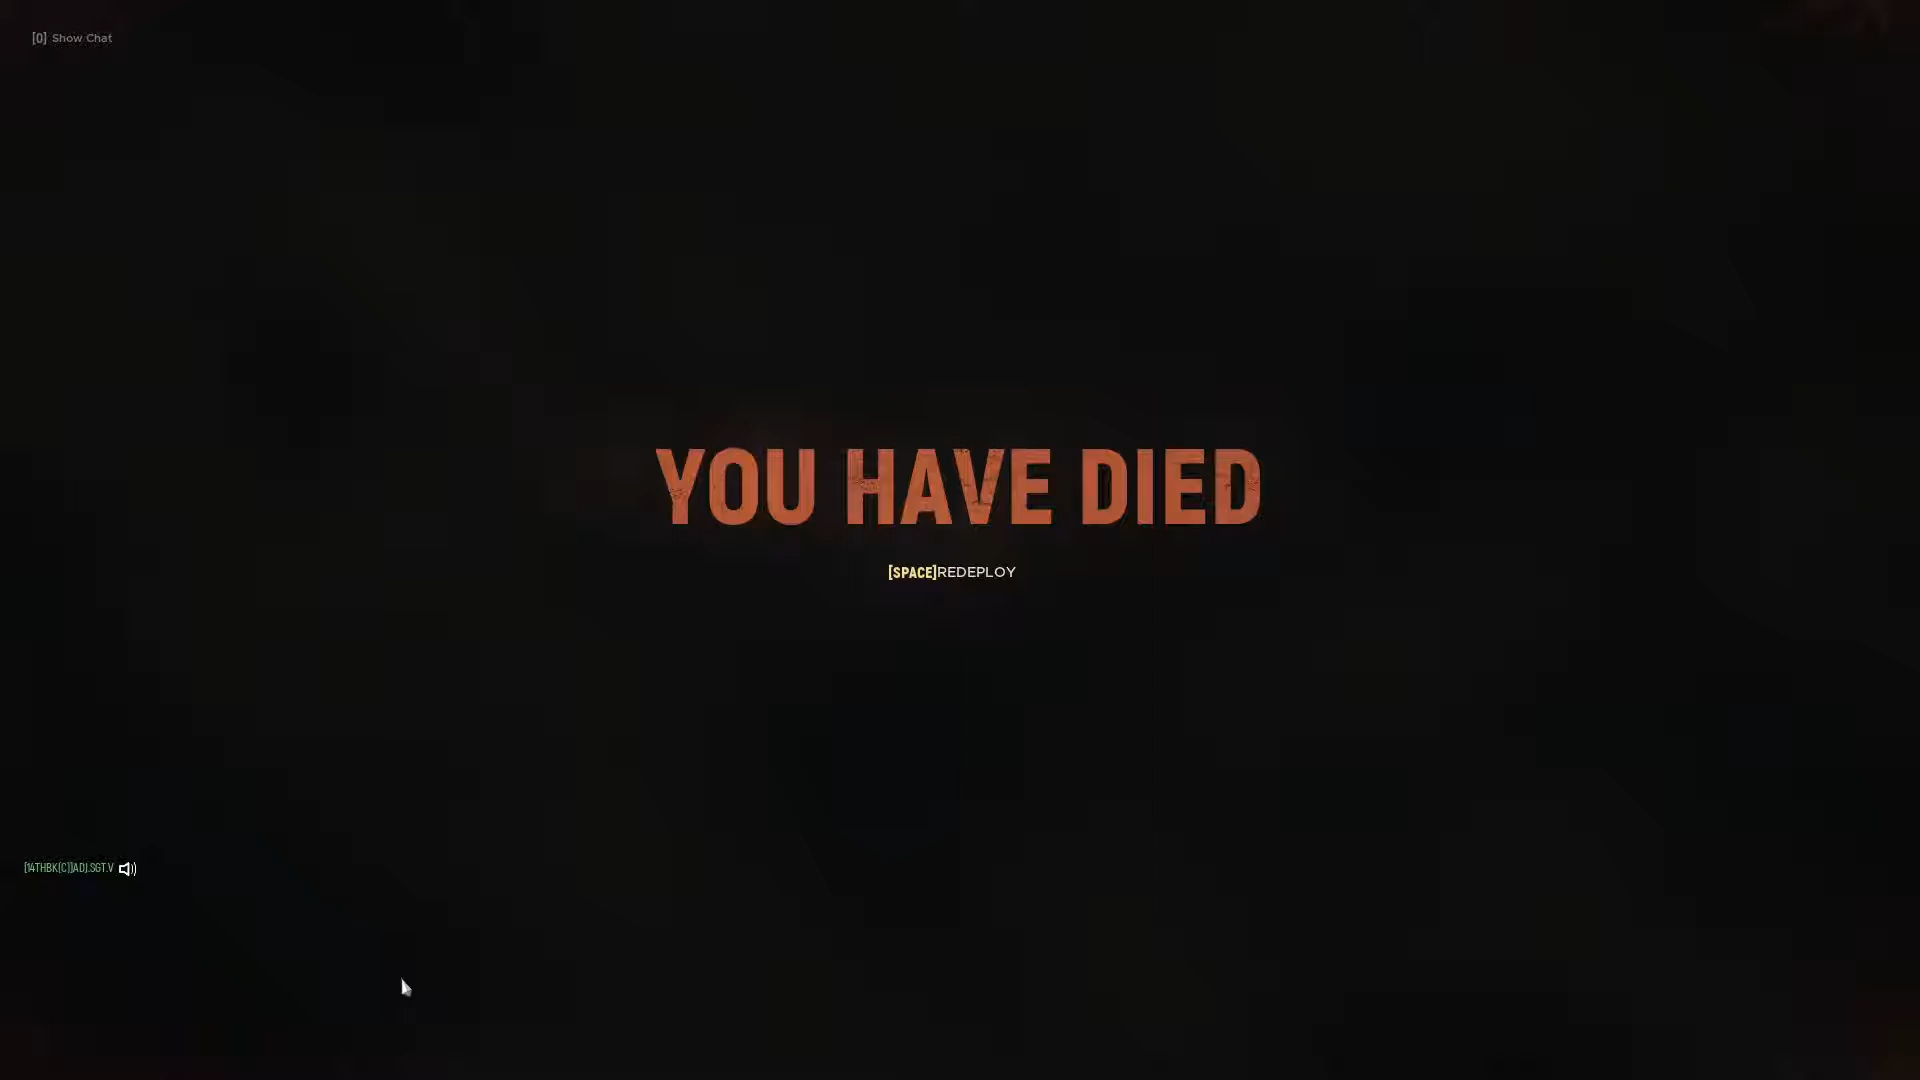 [0] Show Chat
YOU HAVE DIED
[SPACE]REDEPLOY
[14THBK(C)]ADJ.SGT.V